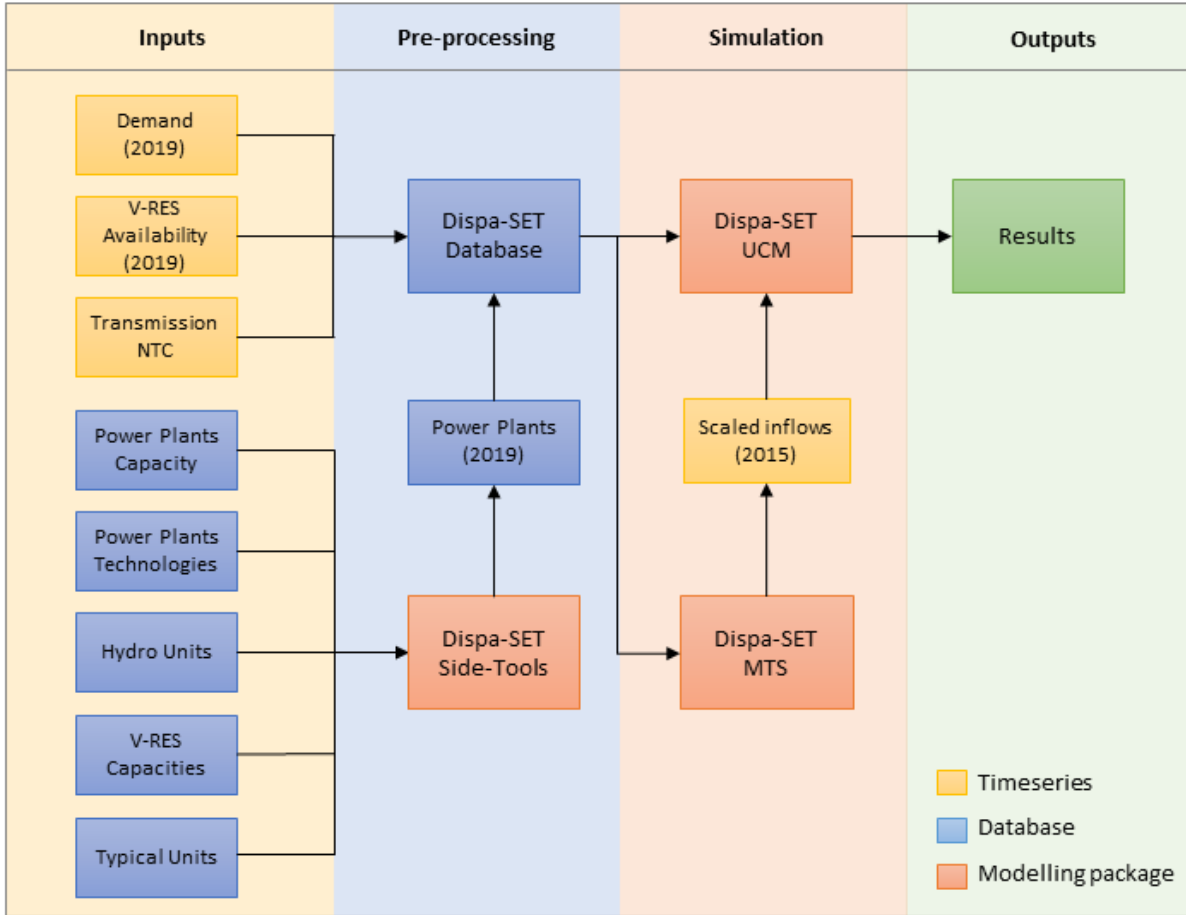 Inputs
Pre-processing
Simulation
Outputs
Demand
(2019)
V-RES
Availability
(2019)
Transmission
NTC
Power Plants
Capacity
Power Plants
Technologies
Hydro Units
V-RES
Capacities
Typical Units
Dispa-SET
Database
Power Plants
(2019)
Dispa-SET
Side-Tools
Dispa-SET
UCM
Scaled inflows
(2015)
Dispa-SET
MTS
Results
Timeseries
Database
Modelling package